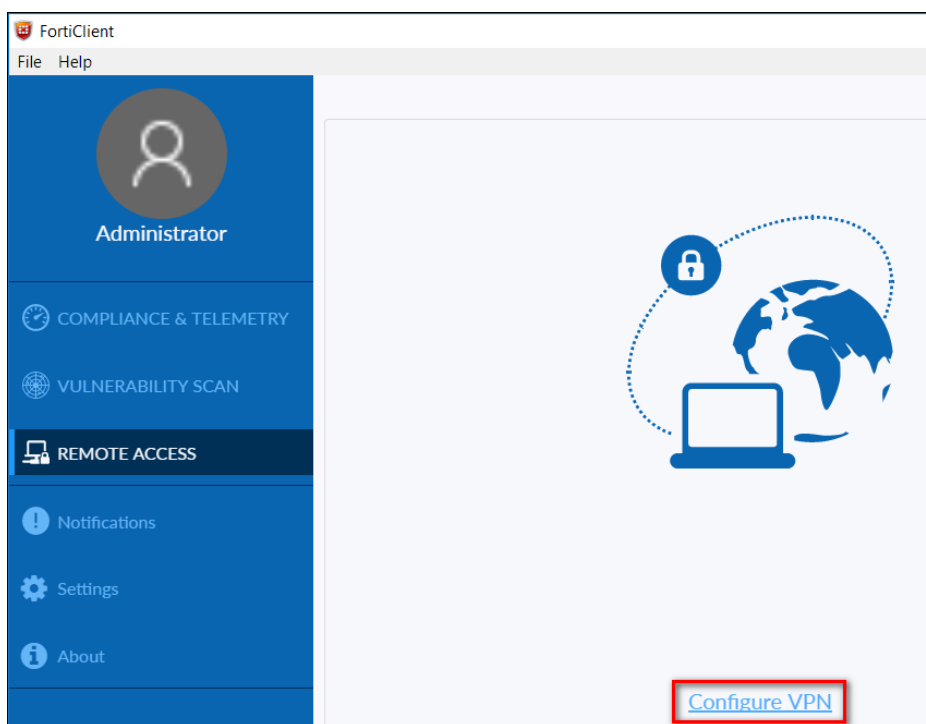 FortiClient
File Help
Administrator
COMPLIANCE & TELEMETRY
VULNERABILITY SCAN
REMOTE ACCESS
Notifications
Settings
About
Configure VPN